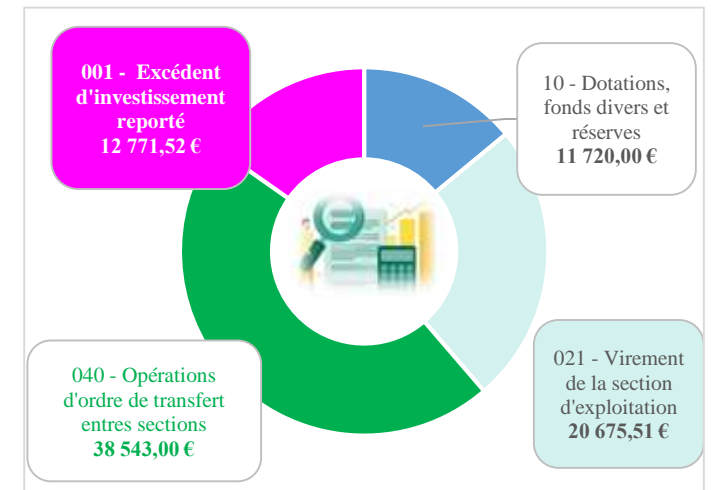 001 - Excédent
d'investissement
reporté
12 771,52 €
10 - Dotations,
fonds divers et
réserves
11 720,00 €
040 - Opérations
d'ordre de transfert
entres sections
38 543,00 €
021 - Virement
de la section
d'exploitation
20 675,51 €